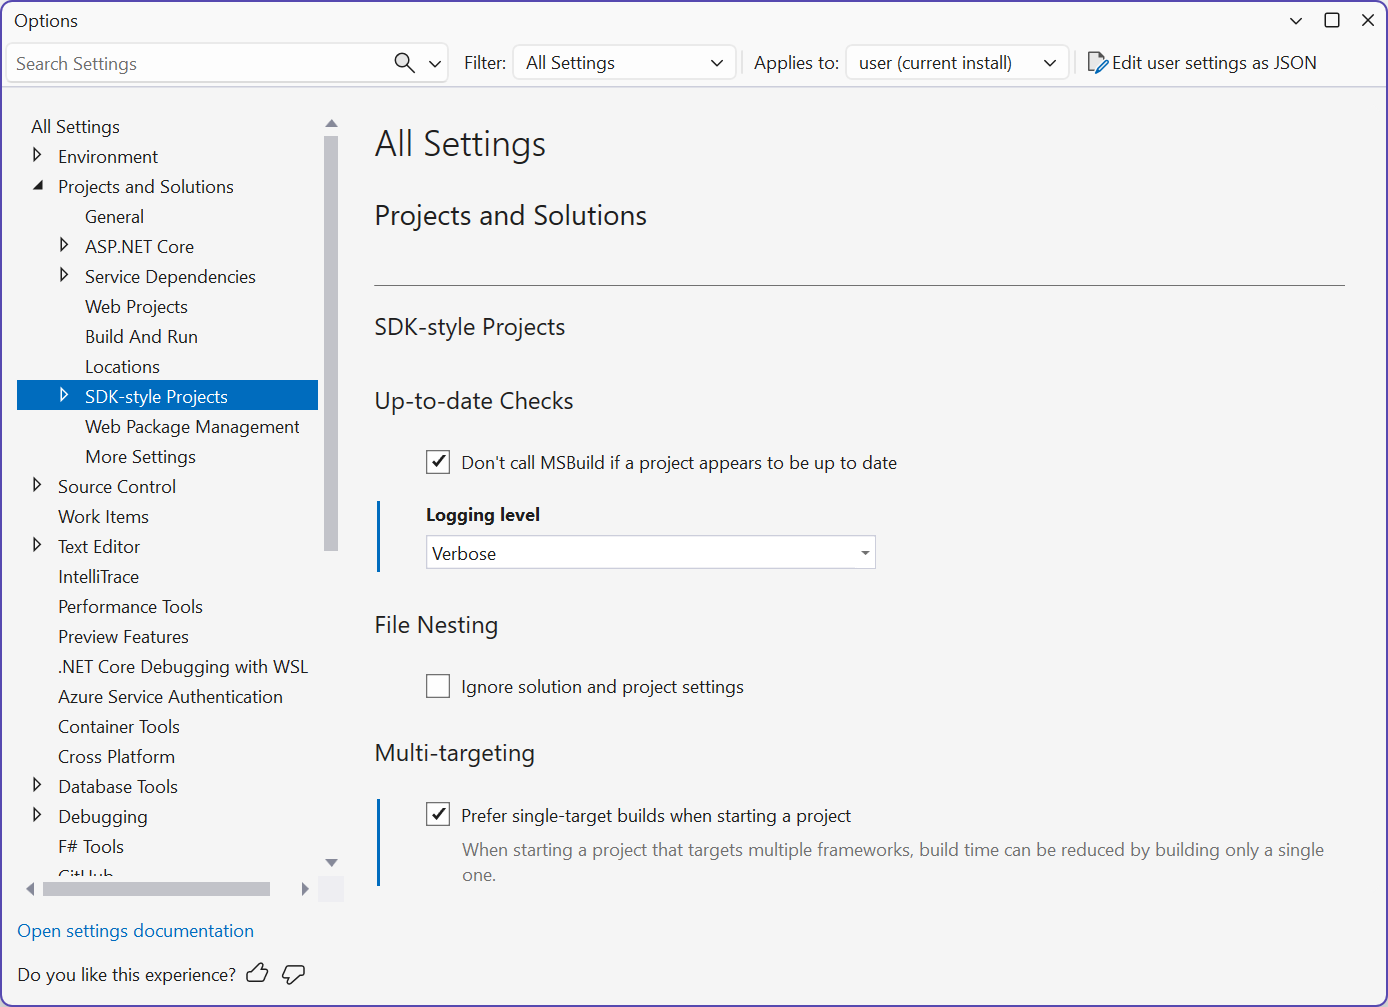 Options
Search Settings
Filter:
All Settings
Applies to:
user (current install)
Edit user settings as JSON
All Settings
Environment
Projects and Solutions
General
ASP.NET Core
Service Dependencies
Web Projects
Build And Run
Locations
SDK-style Projects
Web Package Management
More Settings
Source Control
Work Items
Text Editor
IntelliTrace
Performance Tools
Preview Features
.NET Core Debugging with WSL
Azure Service Authentication
Container Tools
Cross Platform
Database Tools
Debugging
F# Tools
GitHub
Open settings documentation
Do you like this experience?
All Settings
Projects and Solutions
SDK-style Projects
Up-to-date Checks
Don't call MSBuild if a project appears to be up to date
Logging level
Verbose
File Nesting
Ignore solution and project settings
Multi-targeting
Prefer single-target builds when starting a project
When starting a project that targets multiple frameworks, build time can be reduced by building only a single
one.